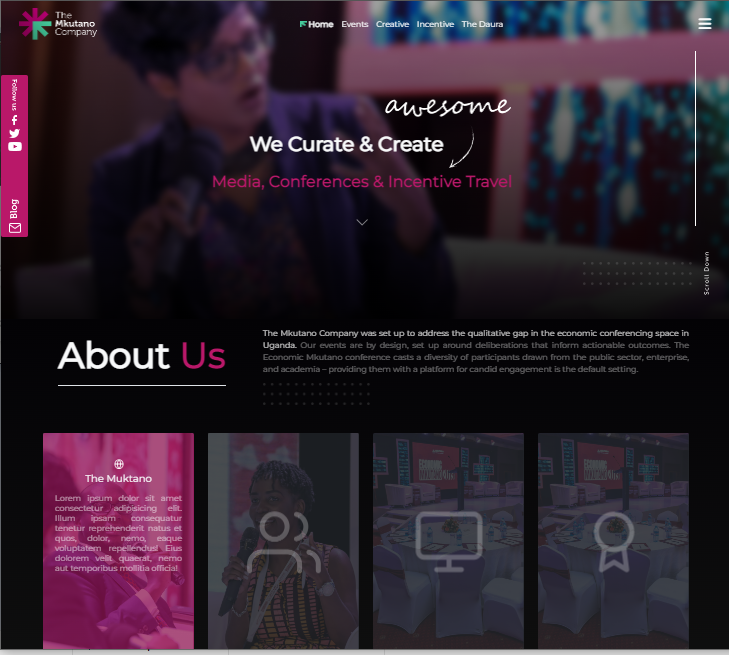 The
Mkutano
Company
Home Events Creative Incentive The Daura
Follow us
Blog
awesome
We Curate & Create
Media, Conferences & Incentive Travel
Scroll Down
About Us
The Mkutano Company was set up to address the qualitative gap in the economic conferencing space in
Uganda. Our events are by design, set up around deliberations that inform actionable outcomes. The
Economic Mkutano conference casts a diversity of participants drawn from the public sector, enterprise,
and academia – providing them with a platform for candid engagement is the default setting.
The Muktano
Lorem ipsum dolor sit amet
consectetur adipisicing elit.
Illum ipsam consequatur
tenetur reprehenderit natus et
quos, dolor, nemo, eaque
voluptatem repellendus! Eius
dolorem velit quaerat, nemo
aut temporibus mollitia officia!
ECONOMIC